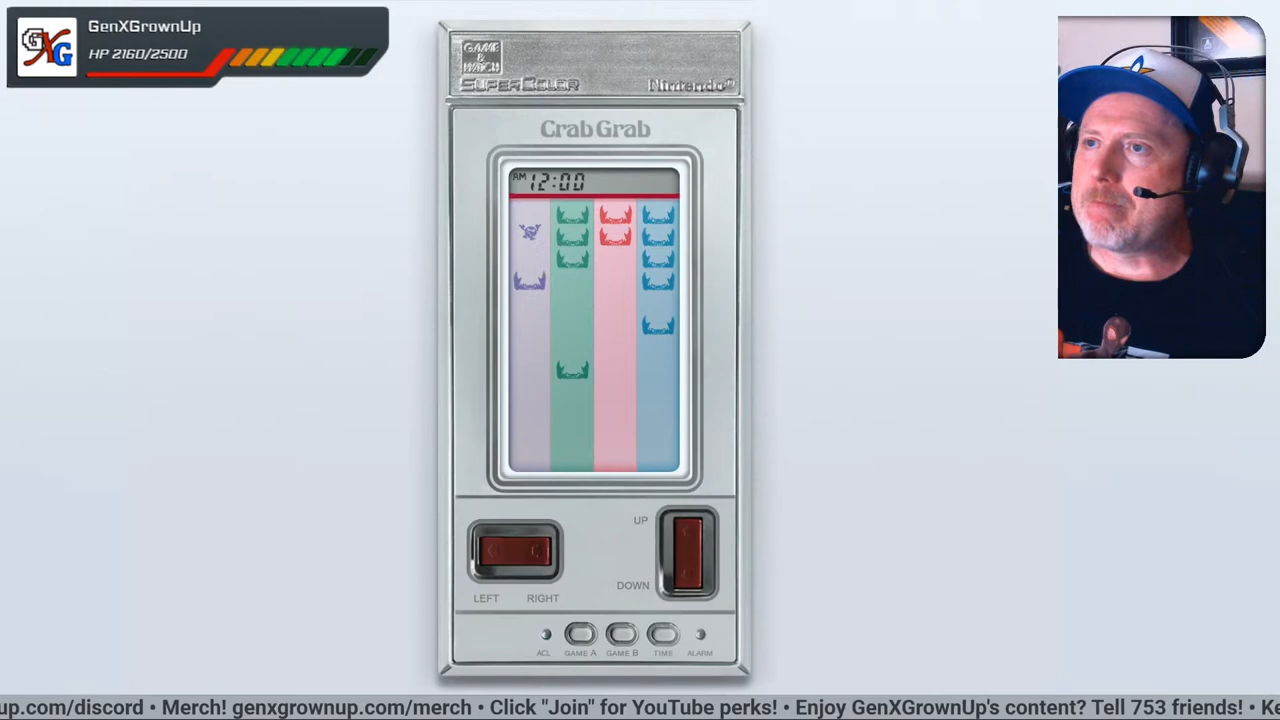 GenXGrownUp
HP 2160/2500
GXG
GAME
&
WATCH
SUPER COLOR
Nintendo®
Crab Grab
AM 12:00
UP
DOWN
LEFT
RIGHT
ACL
GAME A
GAME B
TIME
ALARM
up.com/discord • Merch! genxgrownup.com/merch • Click "Join" for YouTube perks! • Enjoy GenXGrownUp's content? Tell 753 friends! • Ke